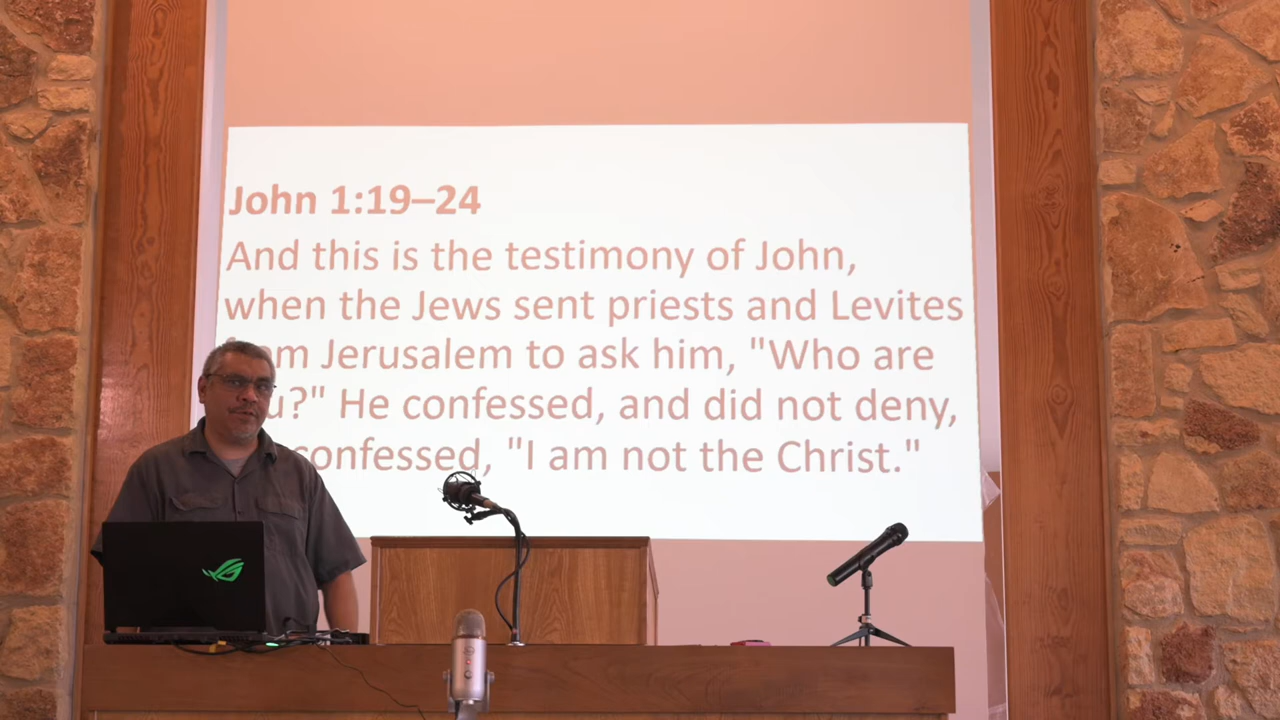 John 1:19–24
And this is the testimony of John,
when the Jews sent priests and Levites
Jerusalem to ask him, "Who are
He confessed, and did not deny,
confessed, "I am not the Christ."